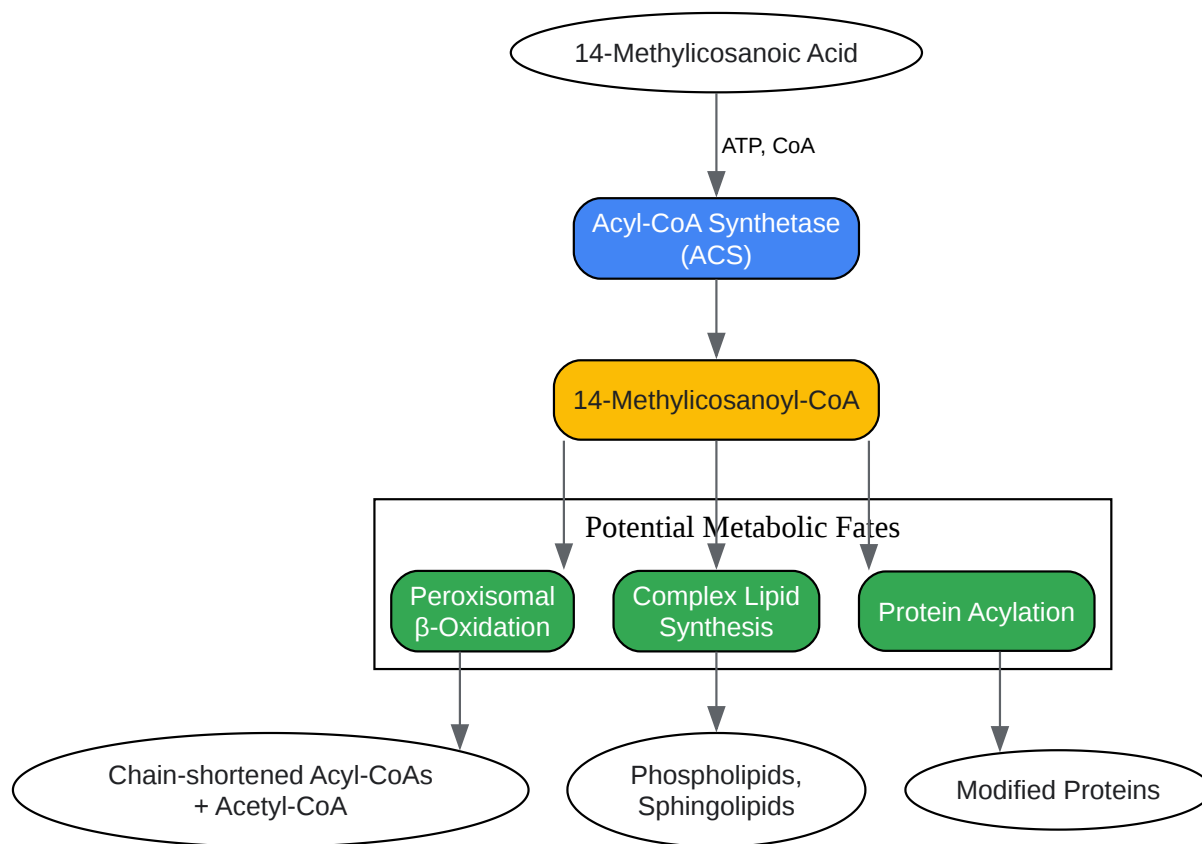 14-Methylicosanoic Acid
ATP, CoA
Acyl-CoA Synthetase
(ACS)
14-Methylicosanoyl-CoA
Potential Metabolic Fates
Peroxisomal
β-Oxidation
Complex Lipid
Synthesis
Protein Acylation
Chain-shortened Acyl-CoAs
+ Acetyl-CoA
Phospholipids,
Sphingolipids
Modified Proteins